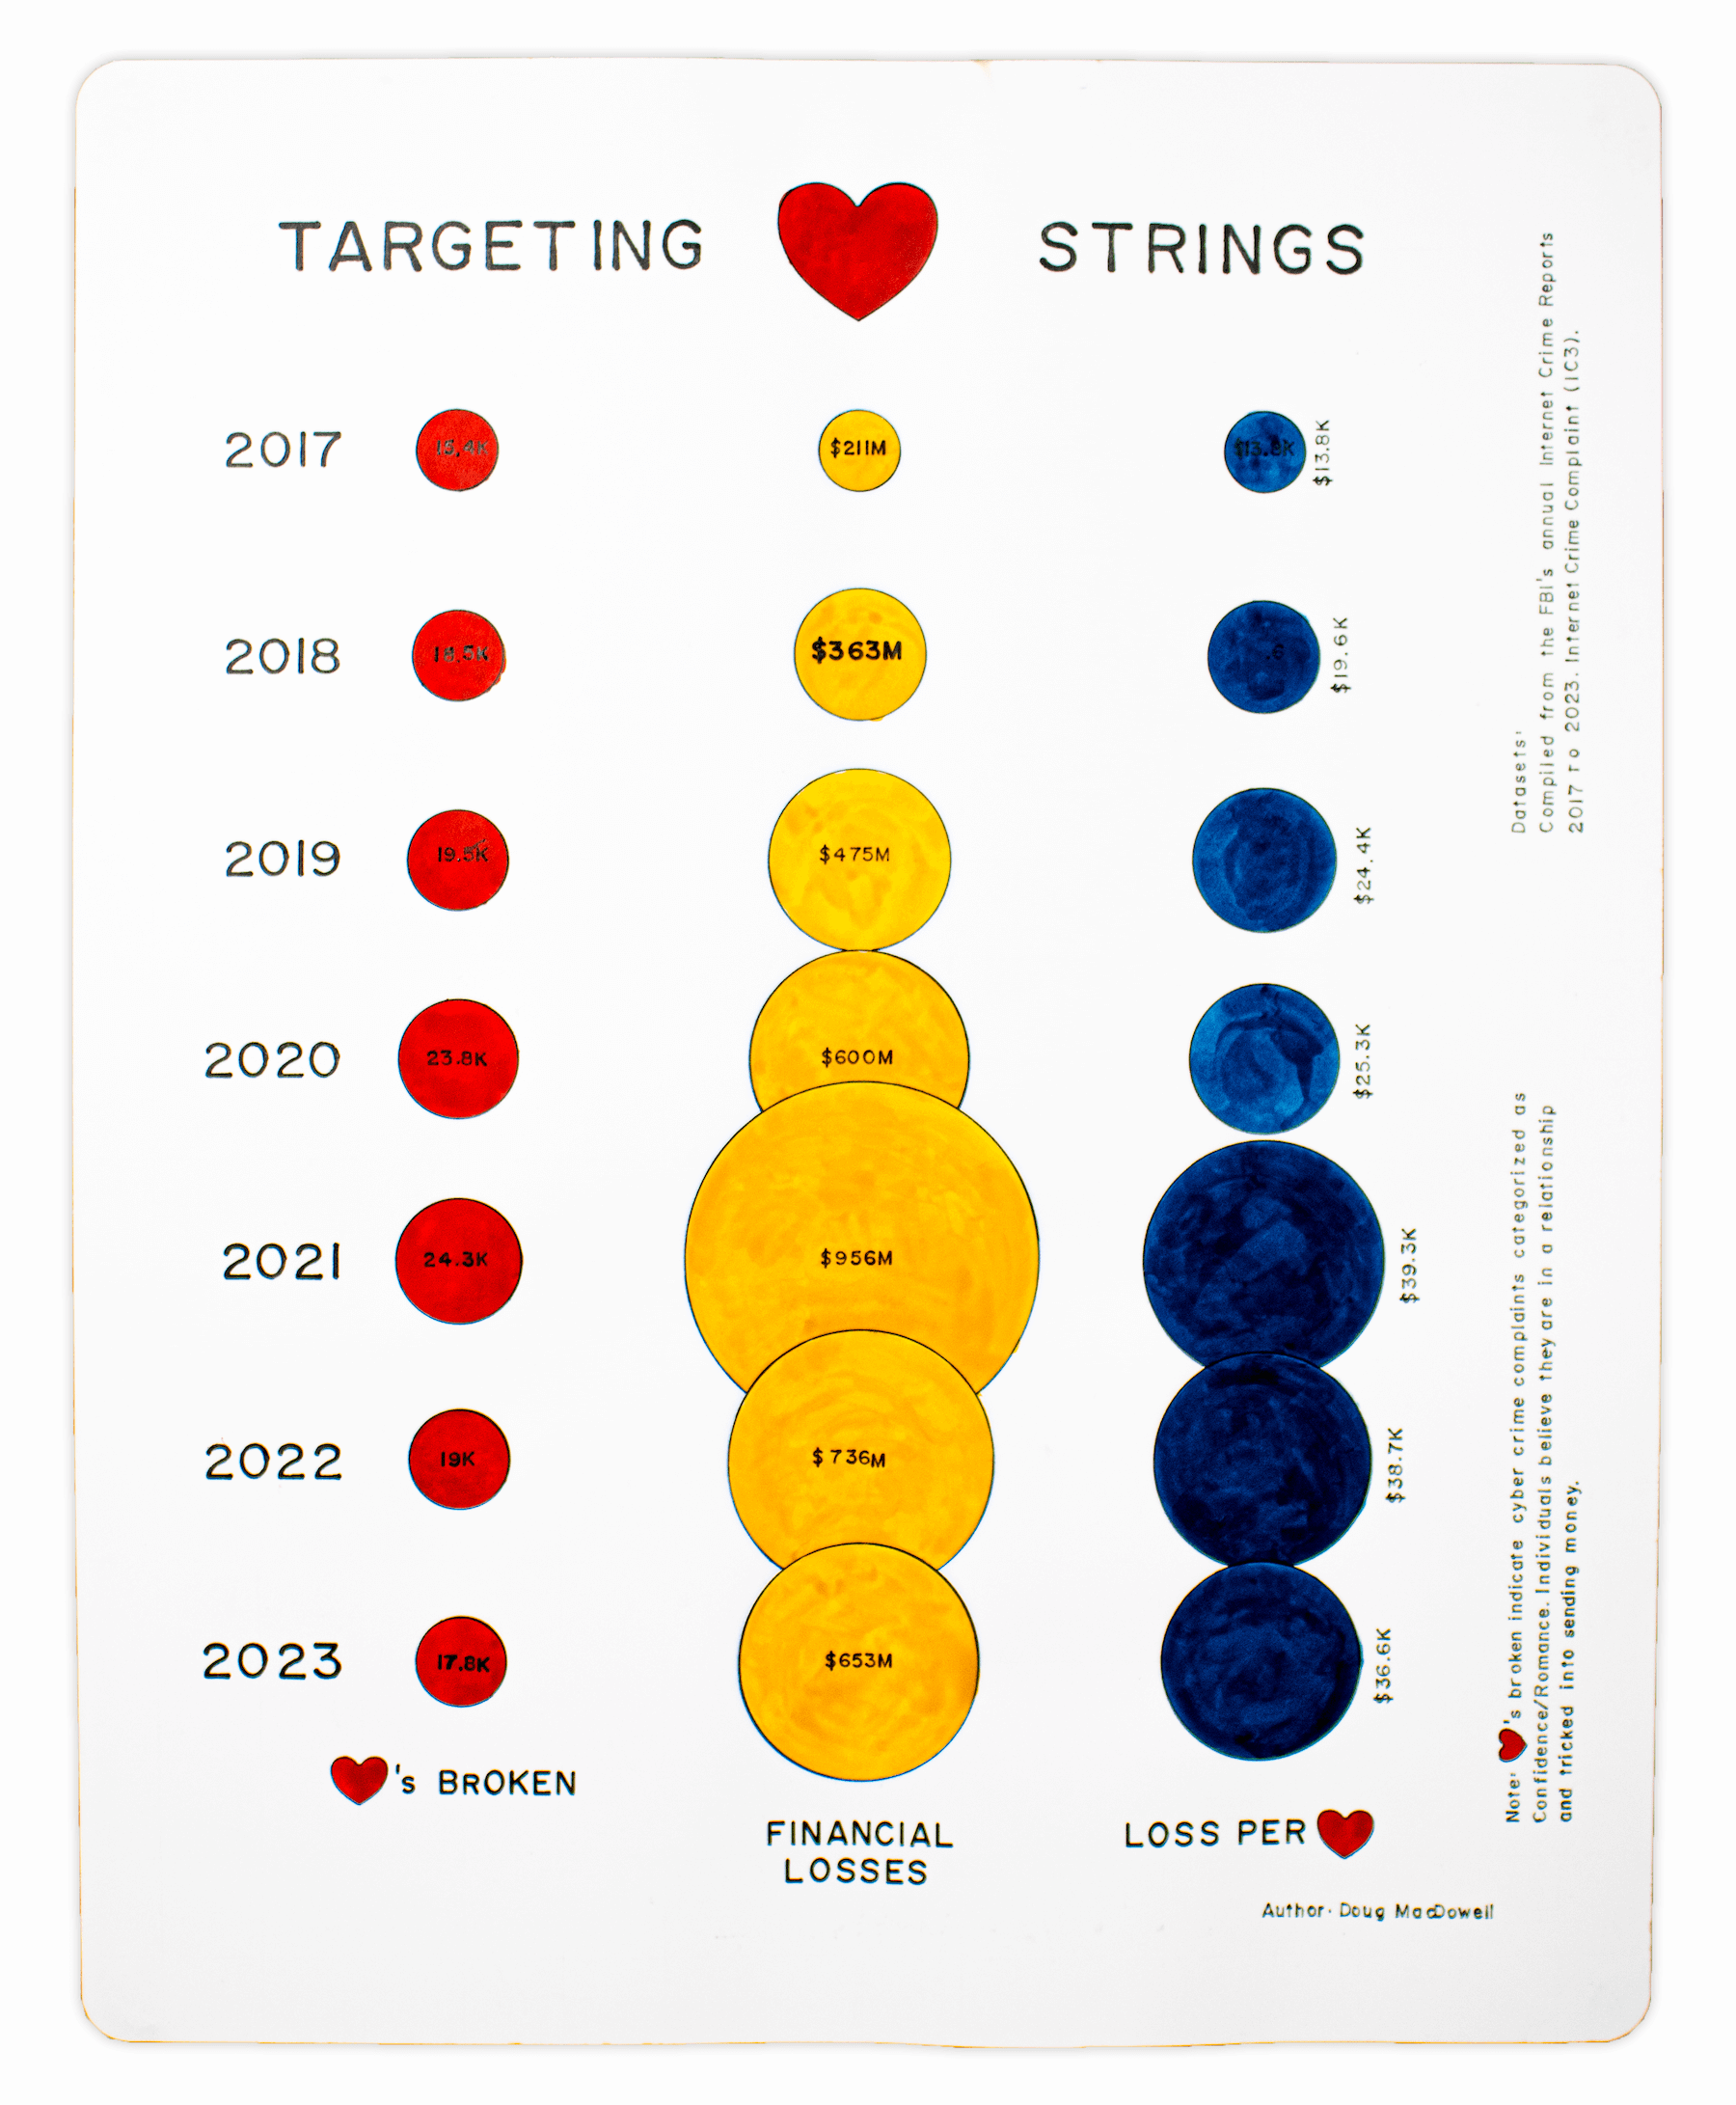 TARGETING STRINGS
2017 15.4K $211M $13.8K $13.8K
2018 18.5K $363M .6 $19.6K
2019 19.5K $475M $24.4K
2020 23.8K $600M $25.3K
2021 24.3K $956M $39.3K
2022 19K $736M $38.7K
2023 17.8K $653M $36.6K
's BROKEN
FINANCIAL
LOSSES
LOSS PER
Author: Doug MacDowell
Datasets:
Compiled from the FBI's annual Internet Crime Reports
2017 to 2023. Internet Crime Complaint (IC3).
Note: 's broken indicate cyber crime complaints categorized as
Confidence/Romance. Individuals believe they are in a relationship
and tricked into sending money.